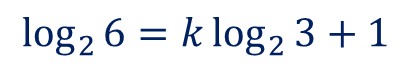 log₂ 6 = k log₂ 3 + 1